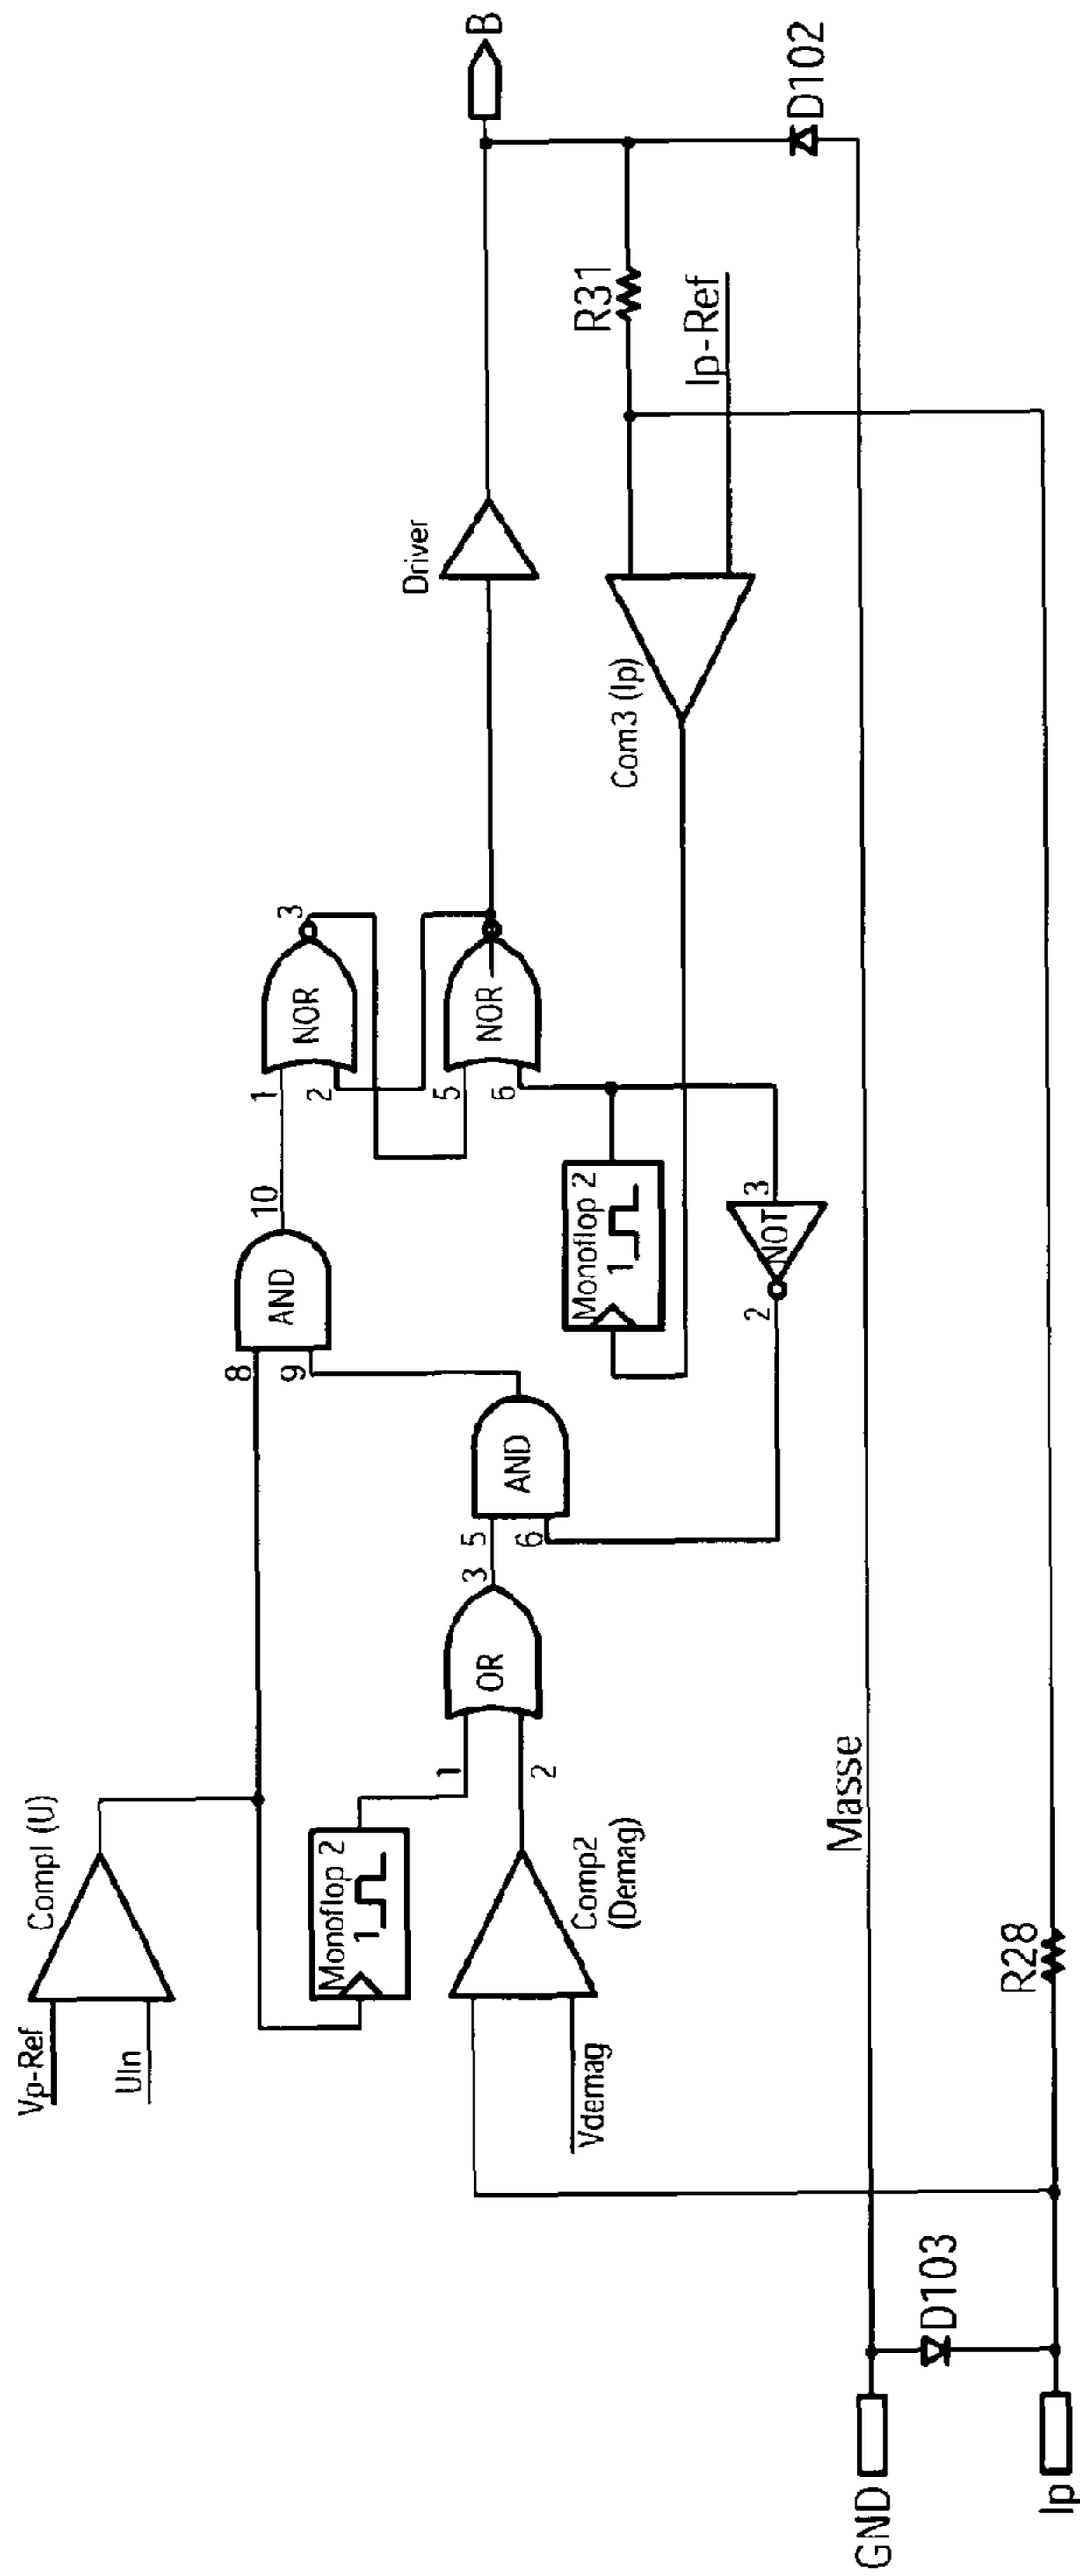 Vp-Ref
UIn
Comp1 (U)
Monoflop 2
1
Comp2
(Demag)
Vdemag
1
2
OR
3
5
6
AND
8
9
AND
10
1
2
NOR
3
5
6
NOR
Monoflop 2
1
2
NOT
3
Com3 (Ip)
Driver
R31
Ip-Ref
B
D102
Masse
GND
D103
Ip
R28